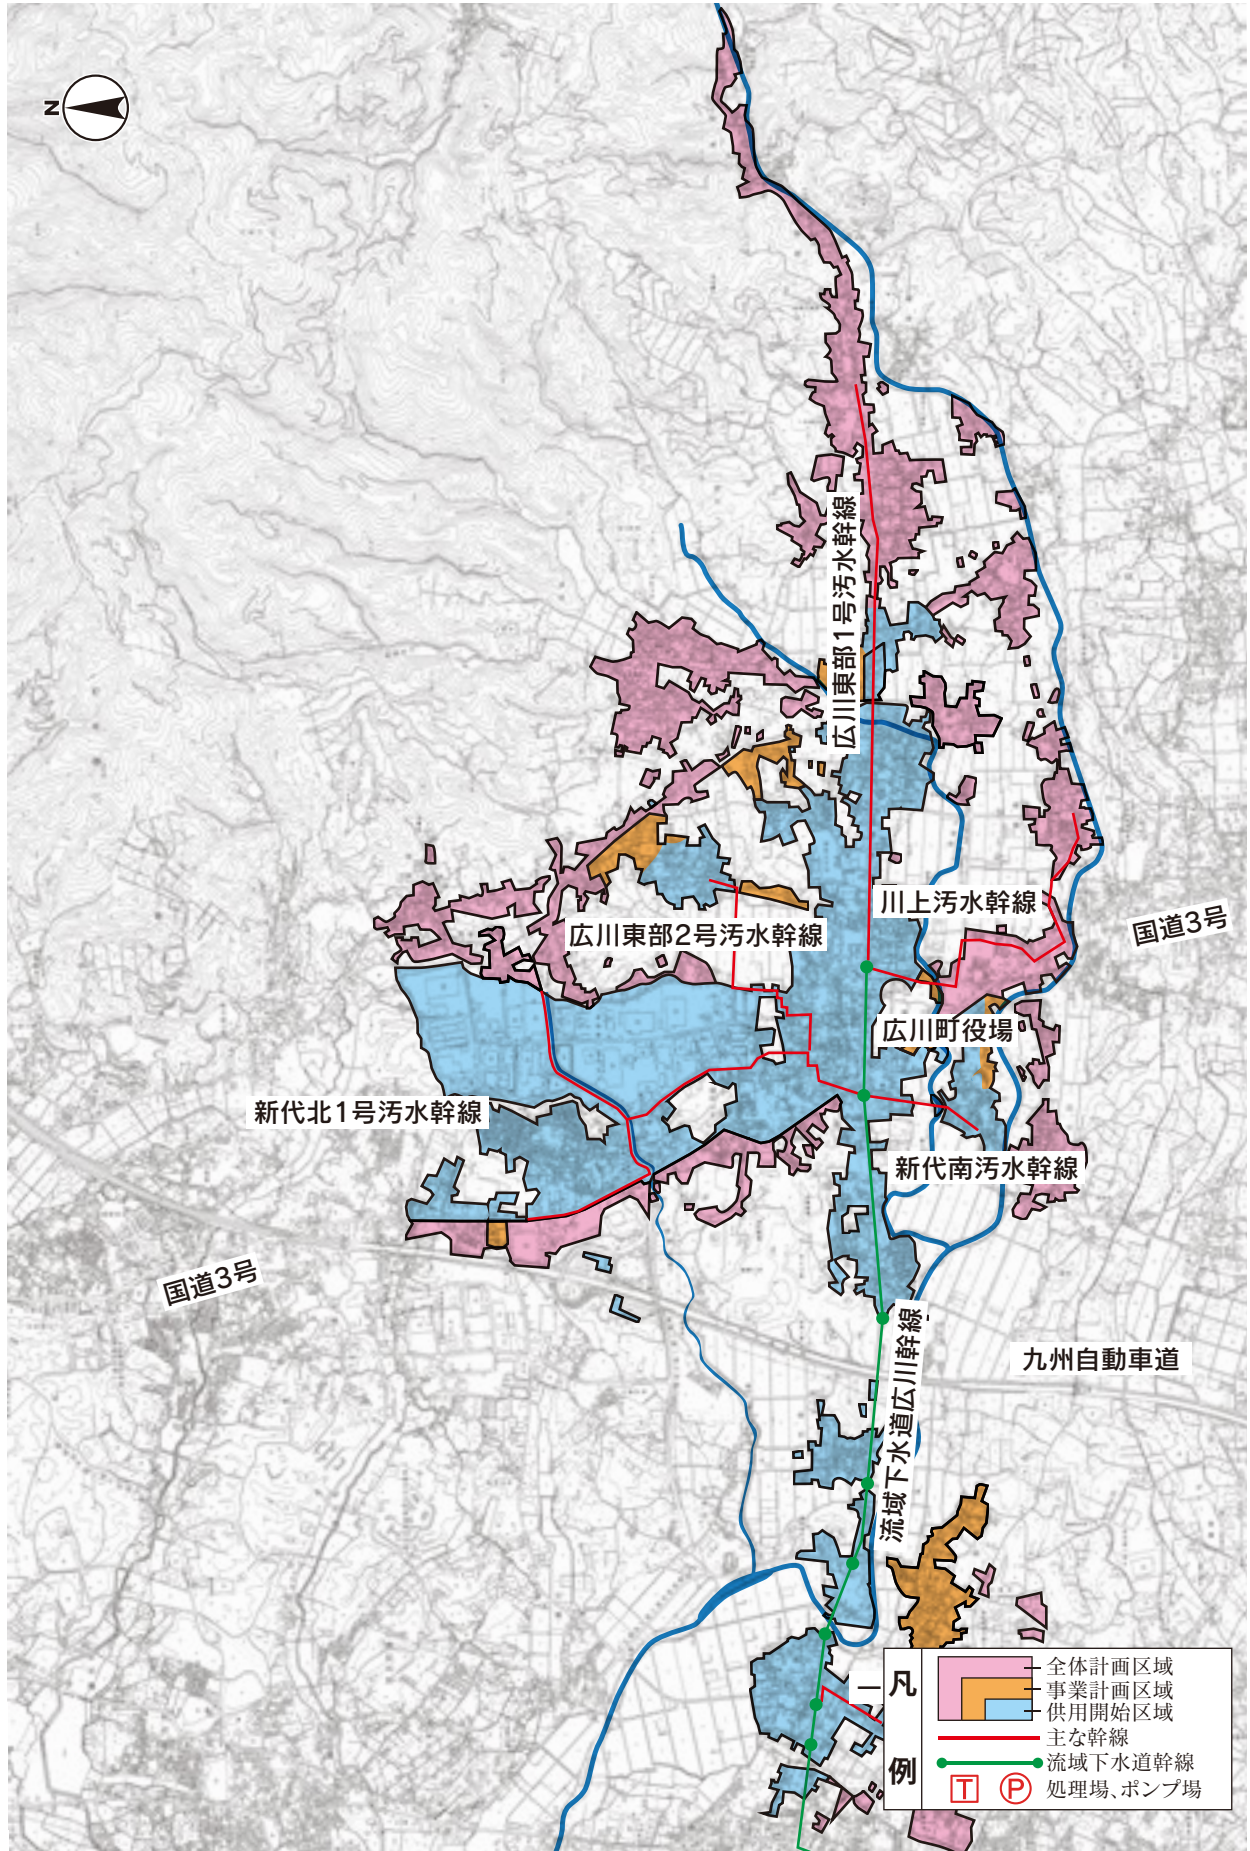 N
広川東部1号汚水幹線
川上汚水幹線
国道3号
広川東部2号汚水幹線
広川町役場
新代北1号汚水幹線
新代南汚水幹線
国道3号
九州自動車道
流域下水道広川幹線
凡例
全体計画区域
事業計画区域
供用開始区域
主な幹線
流域下水道幹線
T P 処理場、ポンプ場